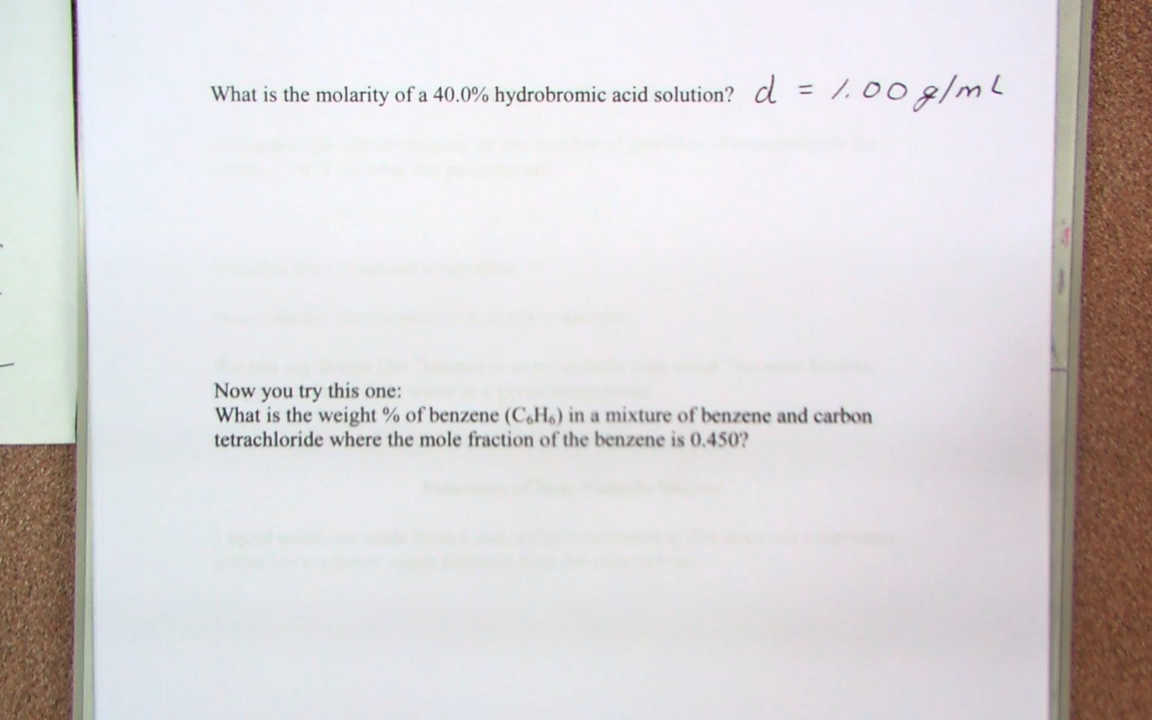 What is the molarity of a 40.0% hydrobromic acid solution? d = 1.00 g/mL
Now you try this one:
What is the weight % of benzene (C₆H₆) in a mixture of benzene and carbon
tetrachloride where the mole fraction of the benzene is 0.450?